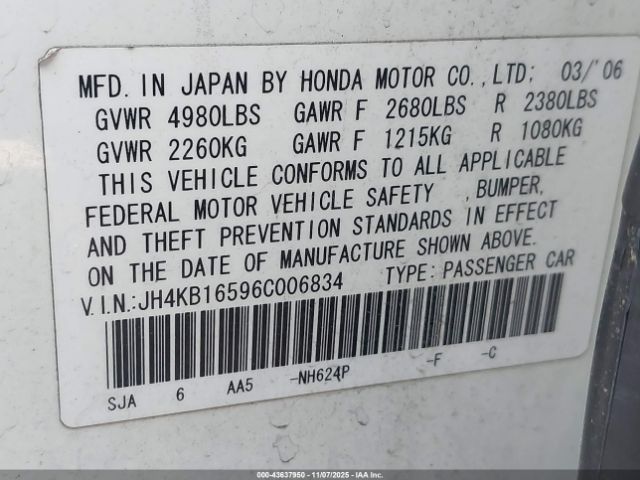 MFD. IN JAPAN BY HONDA MOTOR CO., LTD; 03/'06
GVWR 4980LBS GAWR F 2680LBS R 2380LBS
GVWR 2260KG GAWR F 1215KG R 1080KG
THIS VEHICLE CONFORMS TO ALL APPLICABLE
FEDERAL MOTOR VEHICLE SAFETY , BUMPER,
AND THEFT PREVENTION STANDARDS IN EFFECT
ON THE DATE OF MANUFACTURE SHOWN ABOVE.
V.I.N.:JH4KB16596C006834 TYPE: PASSENGER CAR
SJA 6 AA5 -NH624P -F -C
000-43637950 - 11/07/2025 - IAAI.COM